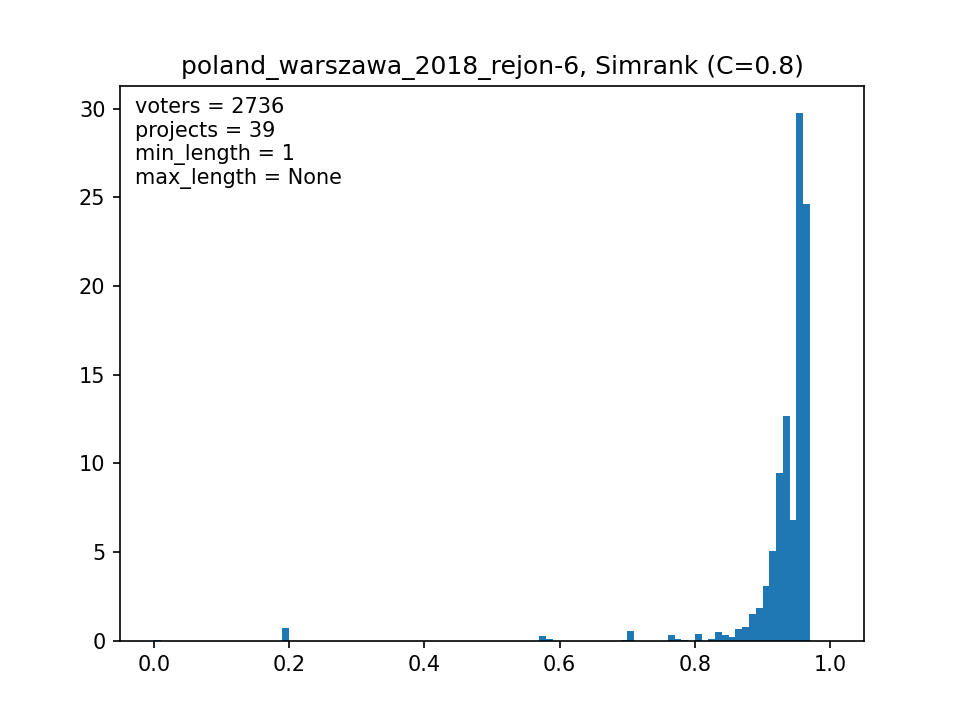 poland_warszawa_2018_rejon-6, Simrank (C=0.8)
voters = 2736
projects = 39
min_length = 1
max_length = None
30
25
20
15
10
5
0
0.0 0.2 0.4 0.6 0.8 1.0